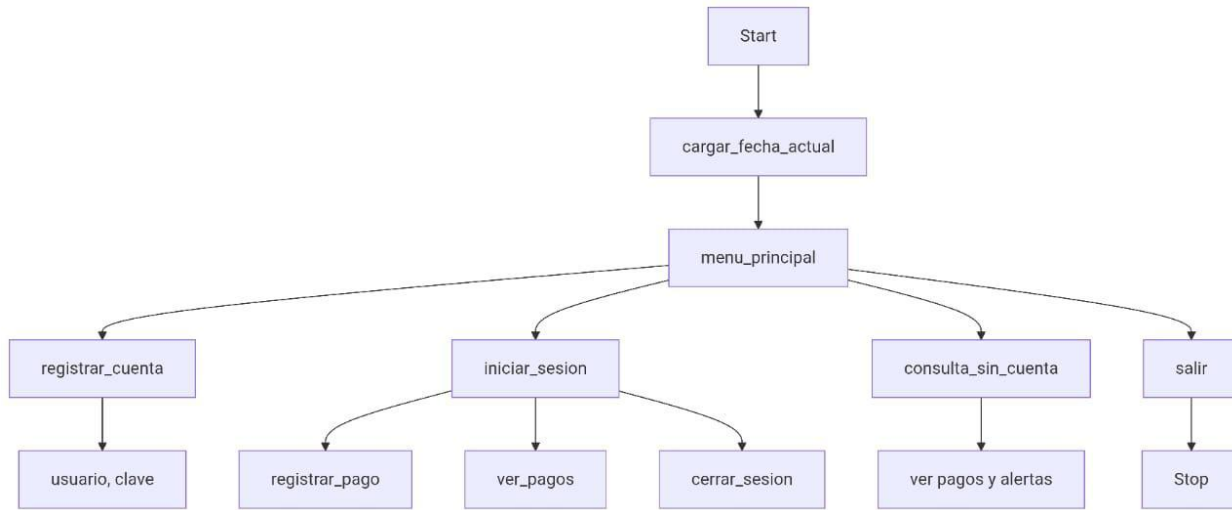 Start
cargar_fecha_actual
menu_principal
registrar_cuenta
iniciar_sesion
consulta_sin_cuenta
salir
usuario, clave
registrar_pago
ver_pagos
cerrar_sesion
ver pagos y alertas
Stop